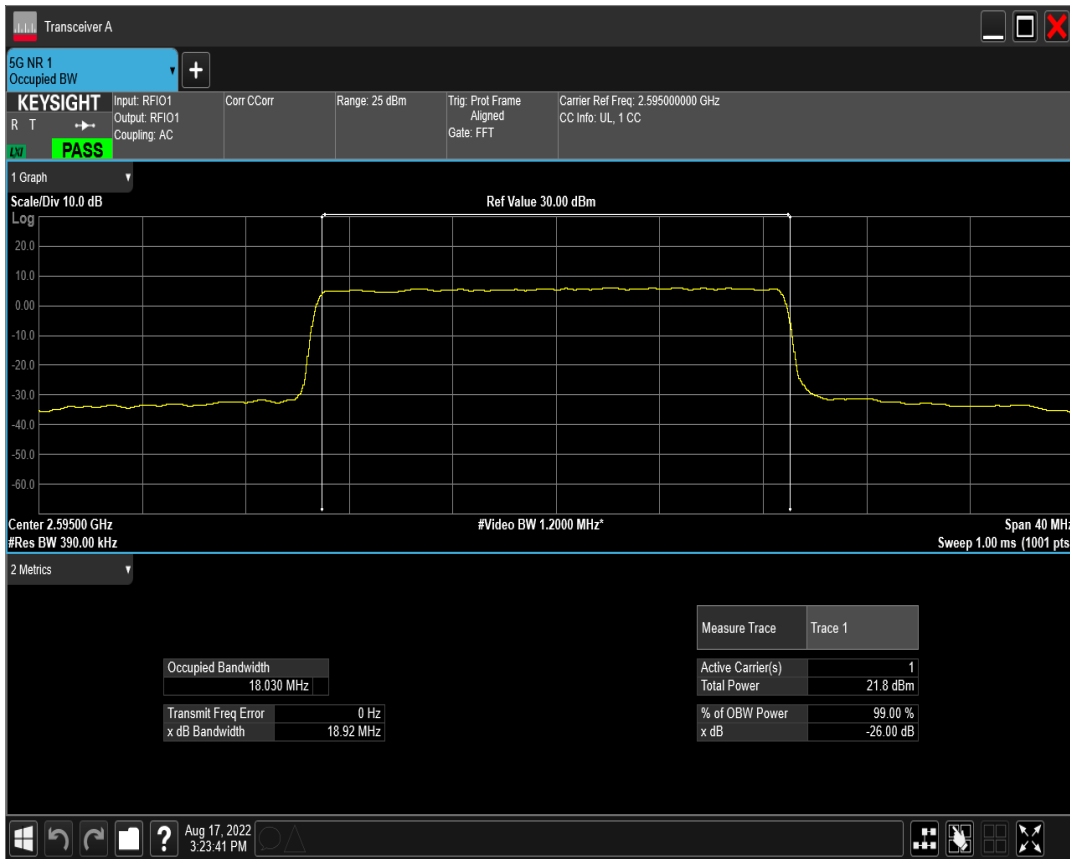 Transceiver A
5G NR 1
Occupied BW
+
KEYSIGHT
R T
LXI
PASS
Input: RFIO1
Output: RFIO1
Coupling: AC
Corr CCorr
Range: 25 dBm
Trig: Prot Frame
Aligned
Gate: FFT
Carrier Ref Freq: 2.595000000 GHz
CC Info: UL, 1 CC
1 Graph
Scale/Div 10.0 dB
Ref Value 30.00 dBm
Log
20.0
10.0
0.00
-10.0
-20.0
-30.0
-40.0
-50.0
-60.0
Center 2.59500 GHz
#Video BW 1.2000 MHz*
Span 40 MHz
#Res BW 390.00 kHz
Sweep 1.00 ms (1001 pts
2 Metrics
Measure Trace Trace 1
Occupied Bandwidth
18.030 MHz
Active Carrier(s) 1
Total Power 21.8 dBm
Transmit Freq Error 0 Hz
x dB Bandwidth 18.92 MHz
% of OBW Power 99.00 %
x dB -26.00 dB
?
Aug 17, 2022
3:23:41 PM